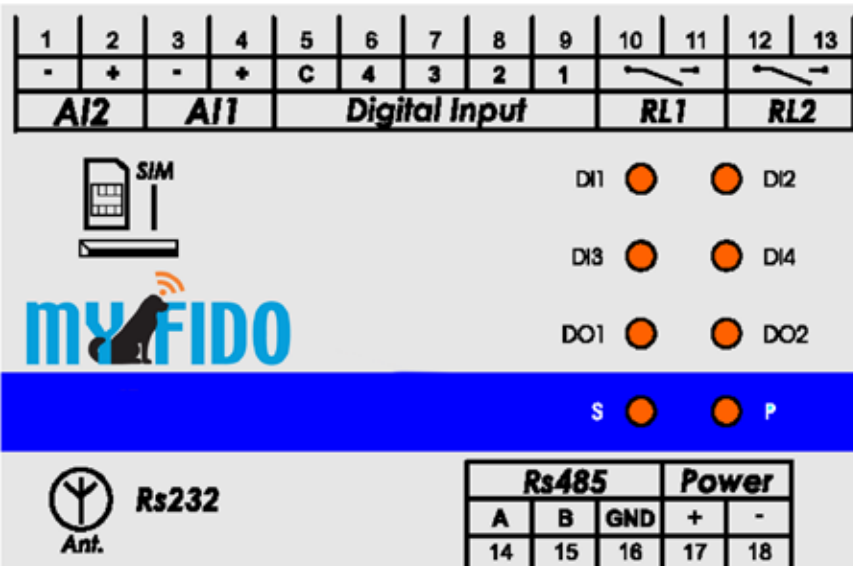 1 2 3 4 5 6 7 8 9 10 11 12 13
- + - + C 4 3 2 1
AI2 AI1 Digital Input RL1 RL2
SIM
DI1 DI2
DI3 DI4
MYFIDO
DO1 DO2
S P
Rs232
Ant.
Rs485 Power
A B GND + -
14 15 16 17 18